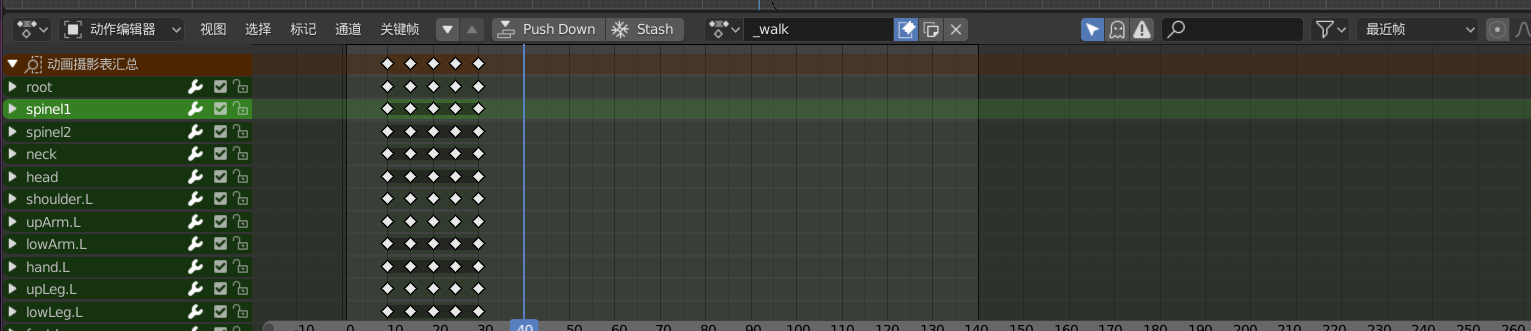 动作编辑器 视图 选择 标记 通道 关键帧 Push Down Stash _walk 最近帧
动画摄影表汇总
root
spinel1
spinel2
neck
head
shoulder.L
upArm.L
lowArm.L
hand.L
upLeg.L
lowLeg.L
-10 0 10 20 30 40 50 60 70 80 90 100 110 120 130 140 150 160 170 180 190 200 210 220 230 240 250 260